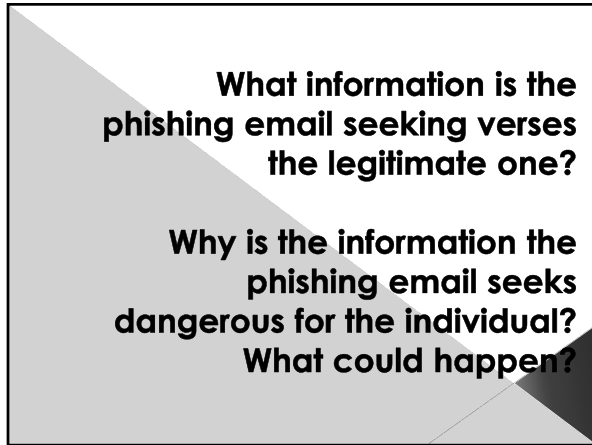 What information is the
phishing email seeking verses
the legitimate one?
Why is the information the
phishing email seeks
dangerous for the individual?
What could happen?